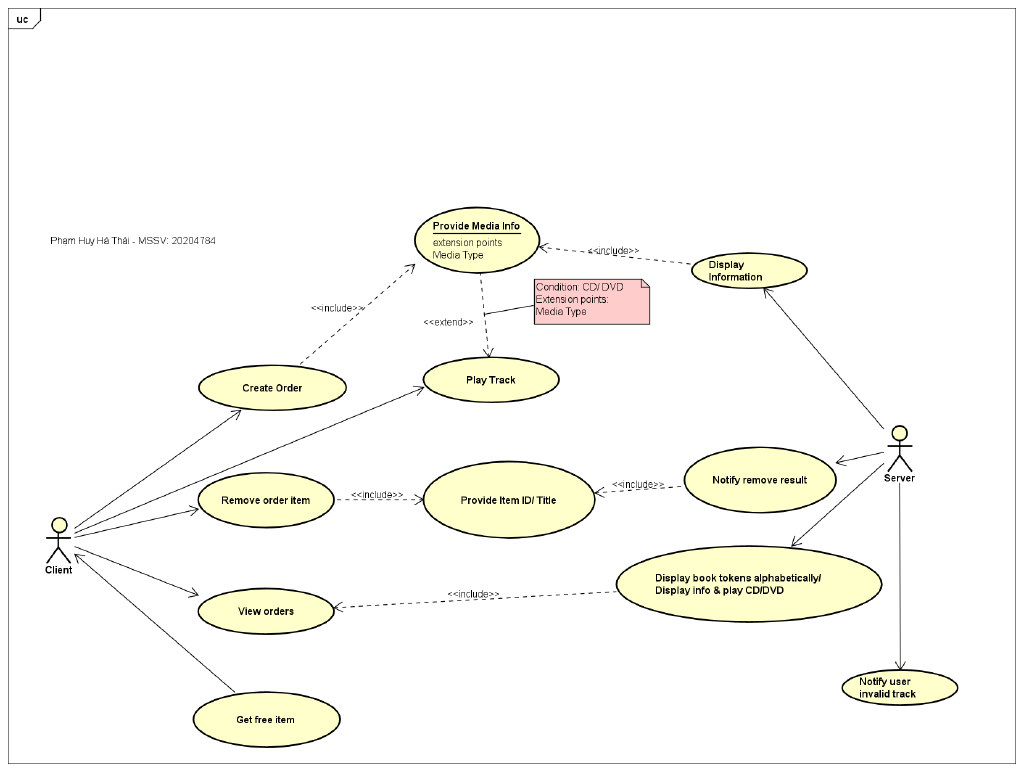 uc
Provide Media Info
extension points
Media Type
Phạm Huy Hà Thái - MSSV: 20204784
<<include>>
Display
Information
Condition: CD/ DVD
Extension points:
Media Type
<<include>>
<<extend>>
Create Order
Play Track
Server
Remove order item
<<include>>
Provide Item ID/ Title
<<include>>
Notify remove result
Client
Display book tokens alphabetically/
Display info & play CD/DVD
<<include>>
View orders
Notify user
invalid track
Get free item